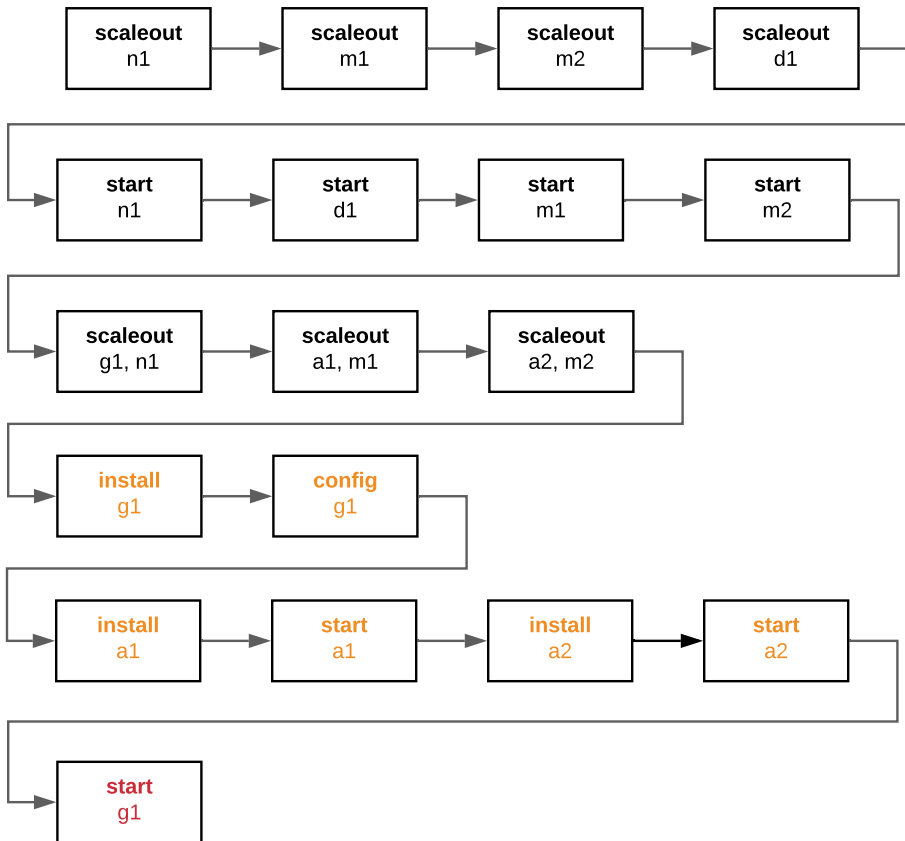 scaleout
n1
scaleout
m1
scaleout
m2
scaleout
d1
start
n1
start
d1
start
m1
start
m2
scaleout
g1, n1
scaleout
a1, m1
scaleout
a2, m2
install
g1
config
g1
install
a1
start
a1
install
a2
start
a2
start
g1